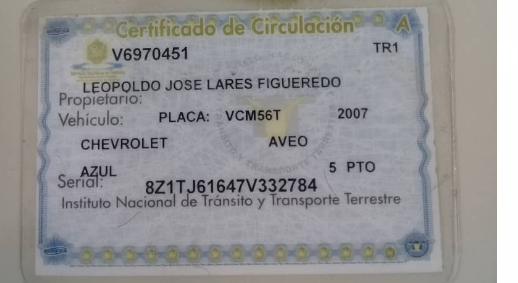 Certificado de Circulación A
V6970451 TR1
LEOPOLDO JOSE LARES FIGUEREDO
Propietario:
Vehículo: PLACA: VCM56T 2007
CHEVROLET AVEO
AZUL 5 PTO
Serial: 8Z1TJ61647V332784
Instituto Nacional de Tránsito y Transporte Terrestre